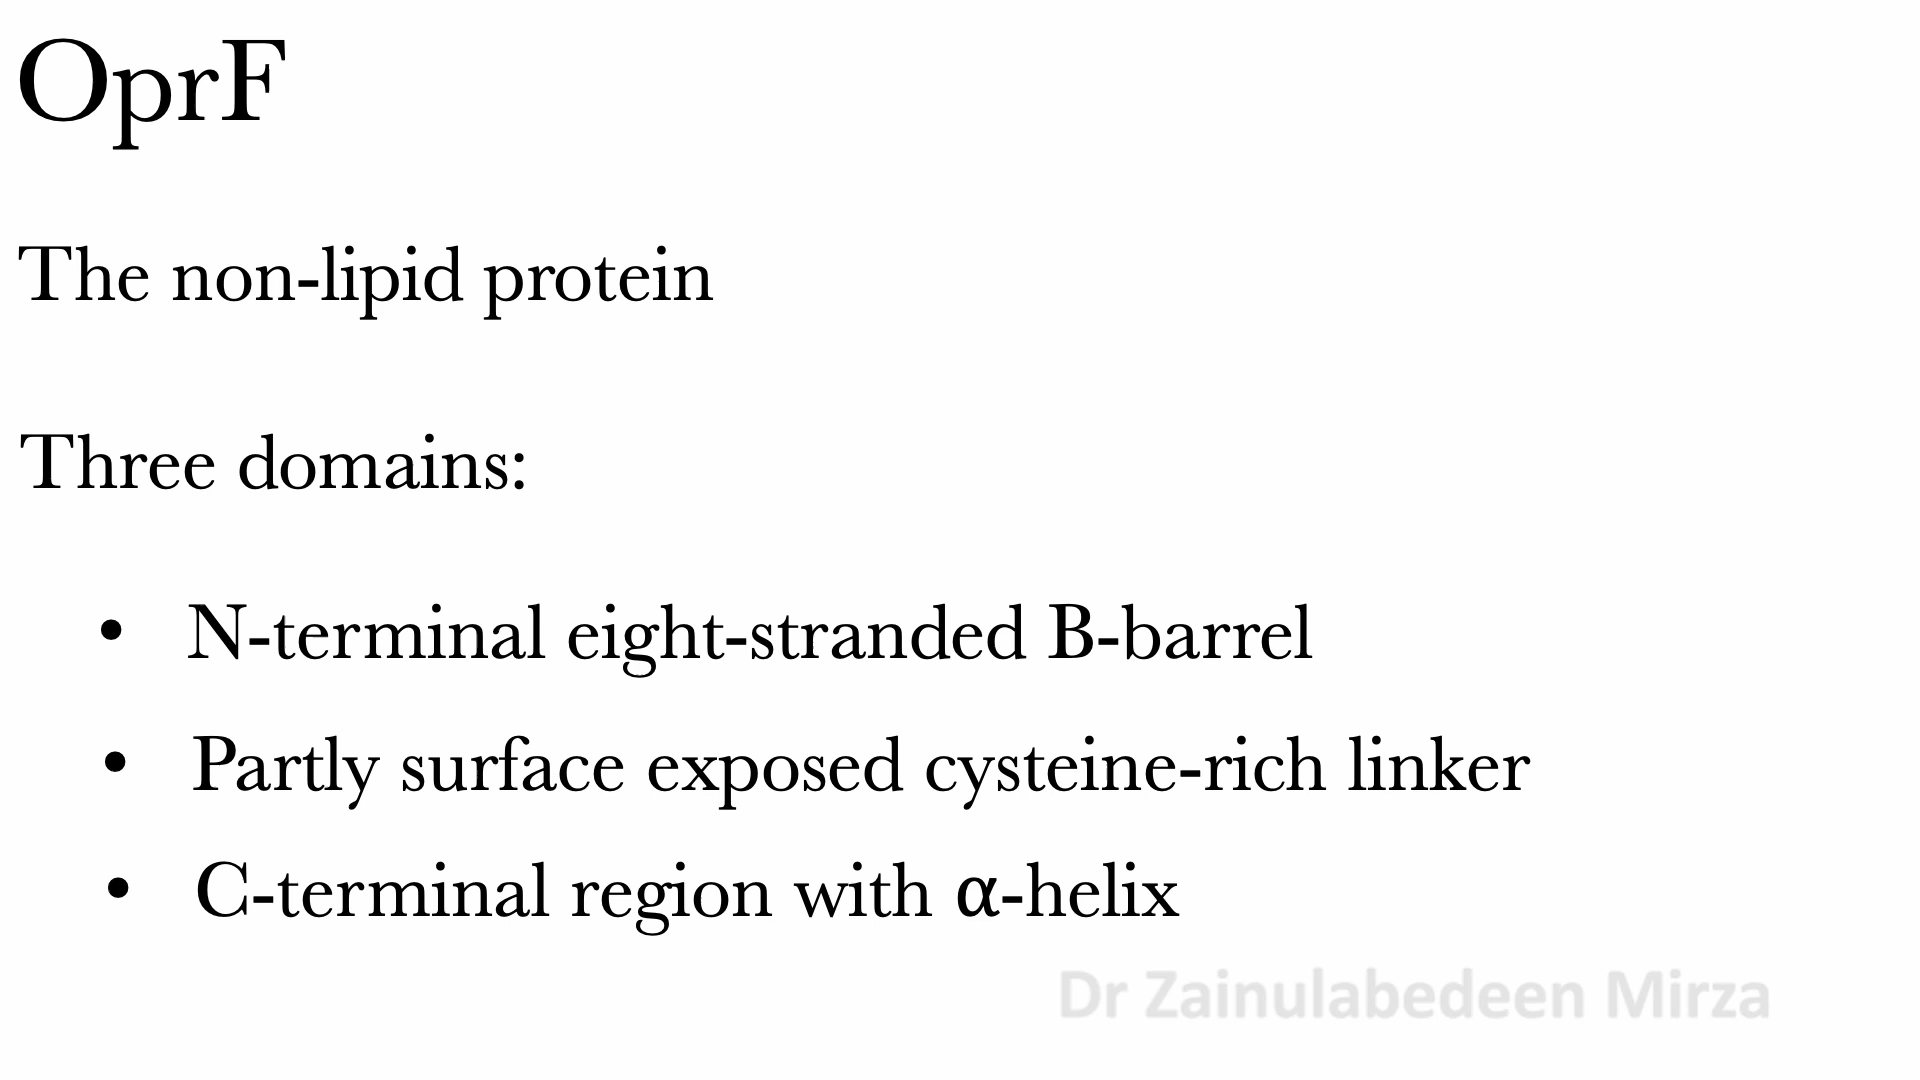 OprF
The non-lipid protein
Three domains:
• N-terminal eight-stranded B-barrel
• Partly surface exposed cysteine-rich linker
• C-terminal region with α-helix
Dr Zainulabedeen Mirza